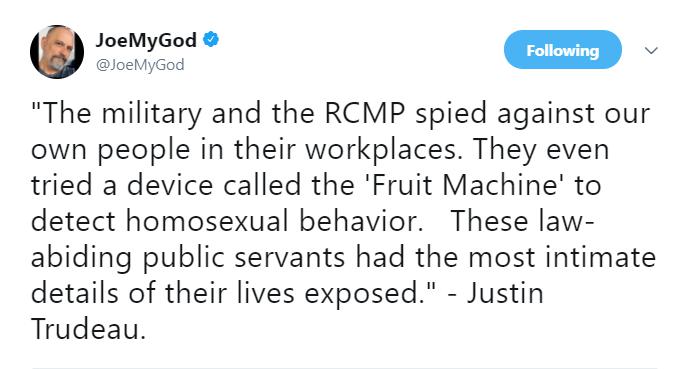 JoeMyGod
@JoeMyGod
Following
"The military and the RCMP spied against our
own people in their workplaces. They even
tried a device called the 'Fruit Machine' to
detect homosexual behavior.   These law-
abiding public servants had the most intimate
details of their lives exposed." - Justin
Trudeau.